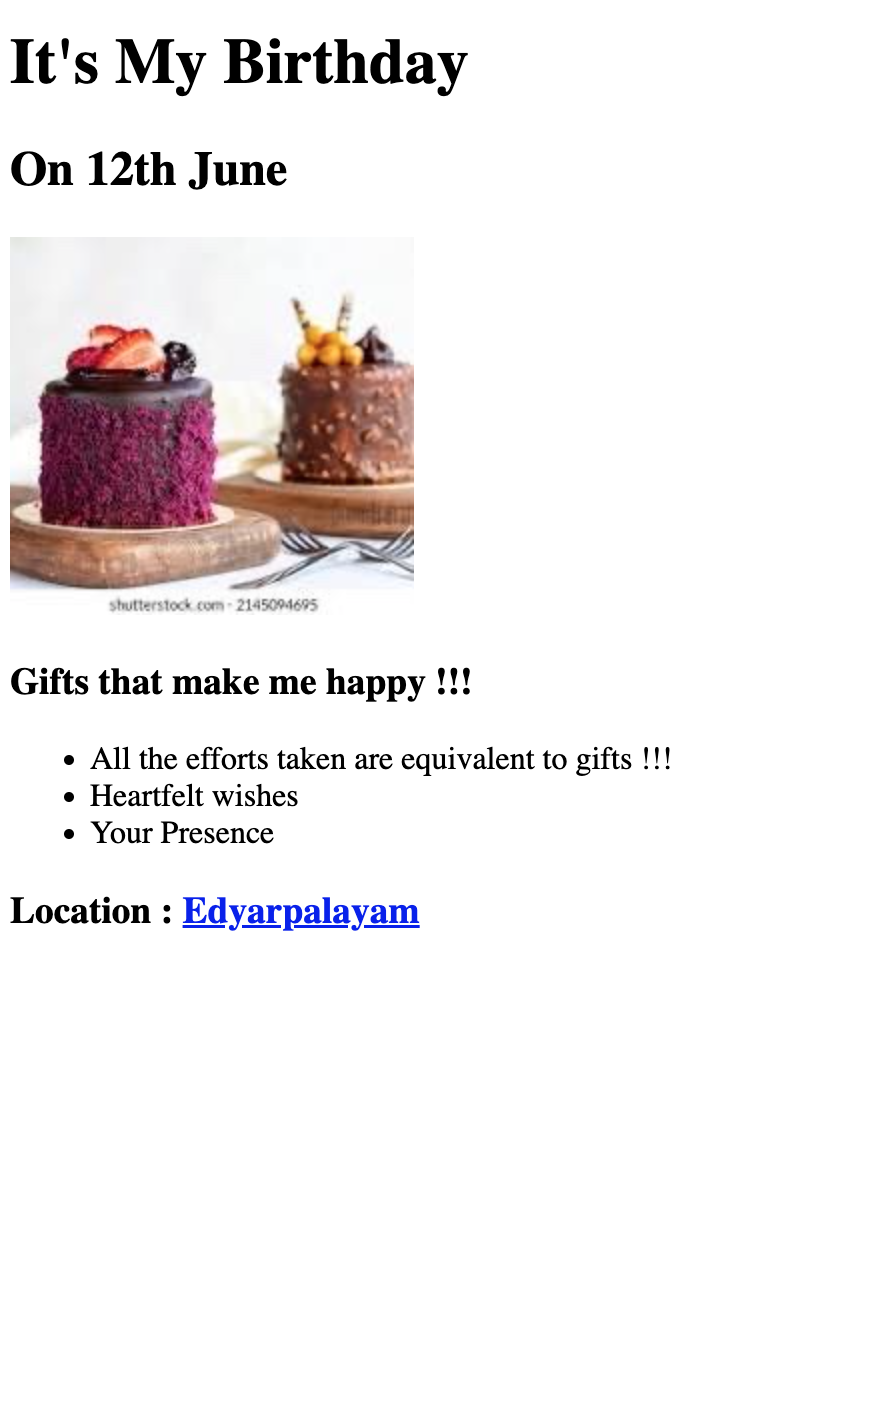 It's My Birthday
On 12th June
shutterstock.com · 2145094695
Gifts that make me happy !!!
All the efforts taken are equivalent to gifts !!!
Heartfelt wishes
Your Presence
Location : Edyarpalayam